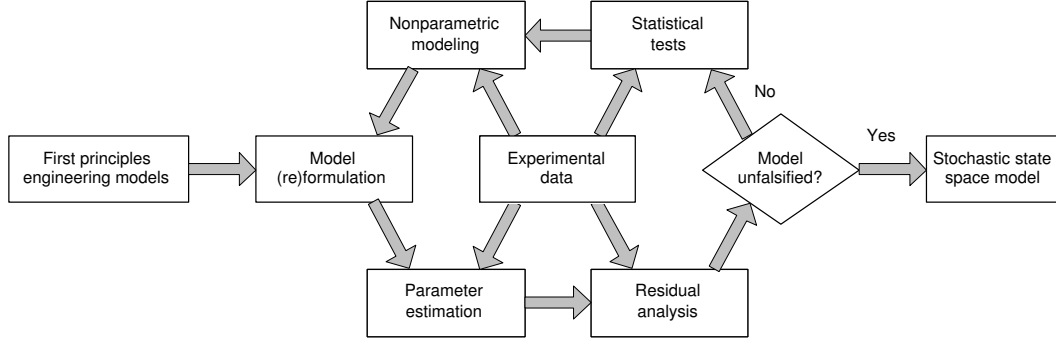 Nonparametric
modeling
Statistical
tests
No
Yes
First principles
engineering models
Model
(re)formulation
Experimental
data
Model
unfalsified?
Stochastic state
space model
Parameter
estimation
Residual
analysis